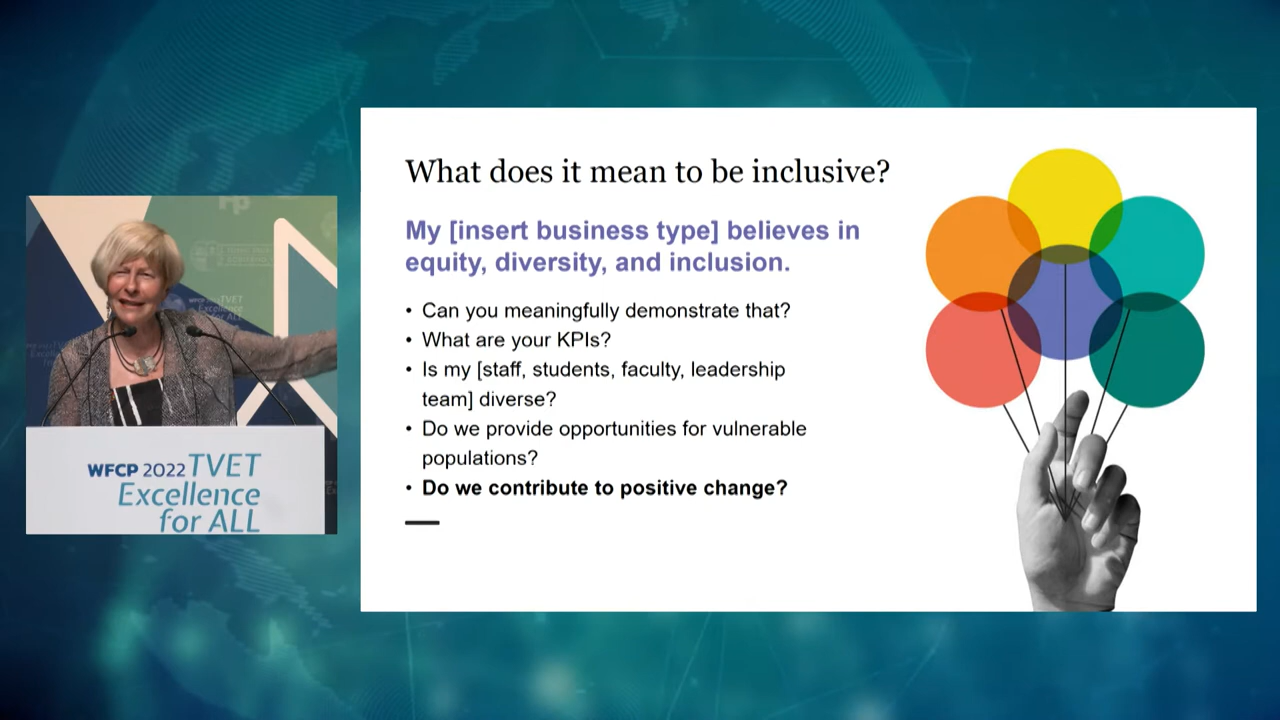 What does it mean to be inclusive?
My [insert business type] believes in
equity, diversity, and inclusion.
• Can you meaningfully demonstrate that?
• What are your KPIs?
• Is my [staff, students, faculty, leadership
team] diverse?
• Do we provide opportunities for vulnerable
populations?
• Do we contribute to positive change?
WFCP 2022 TVET
Excellence
for ALL